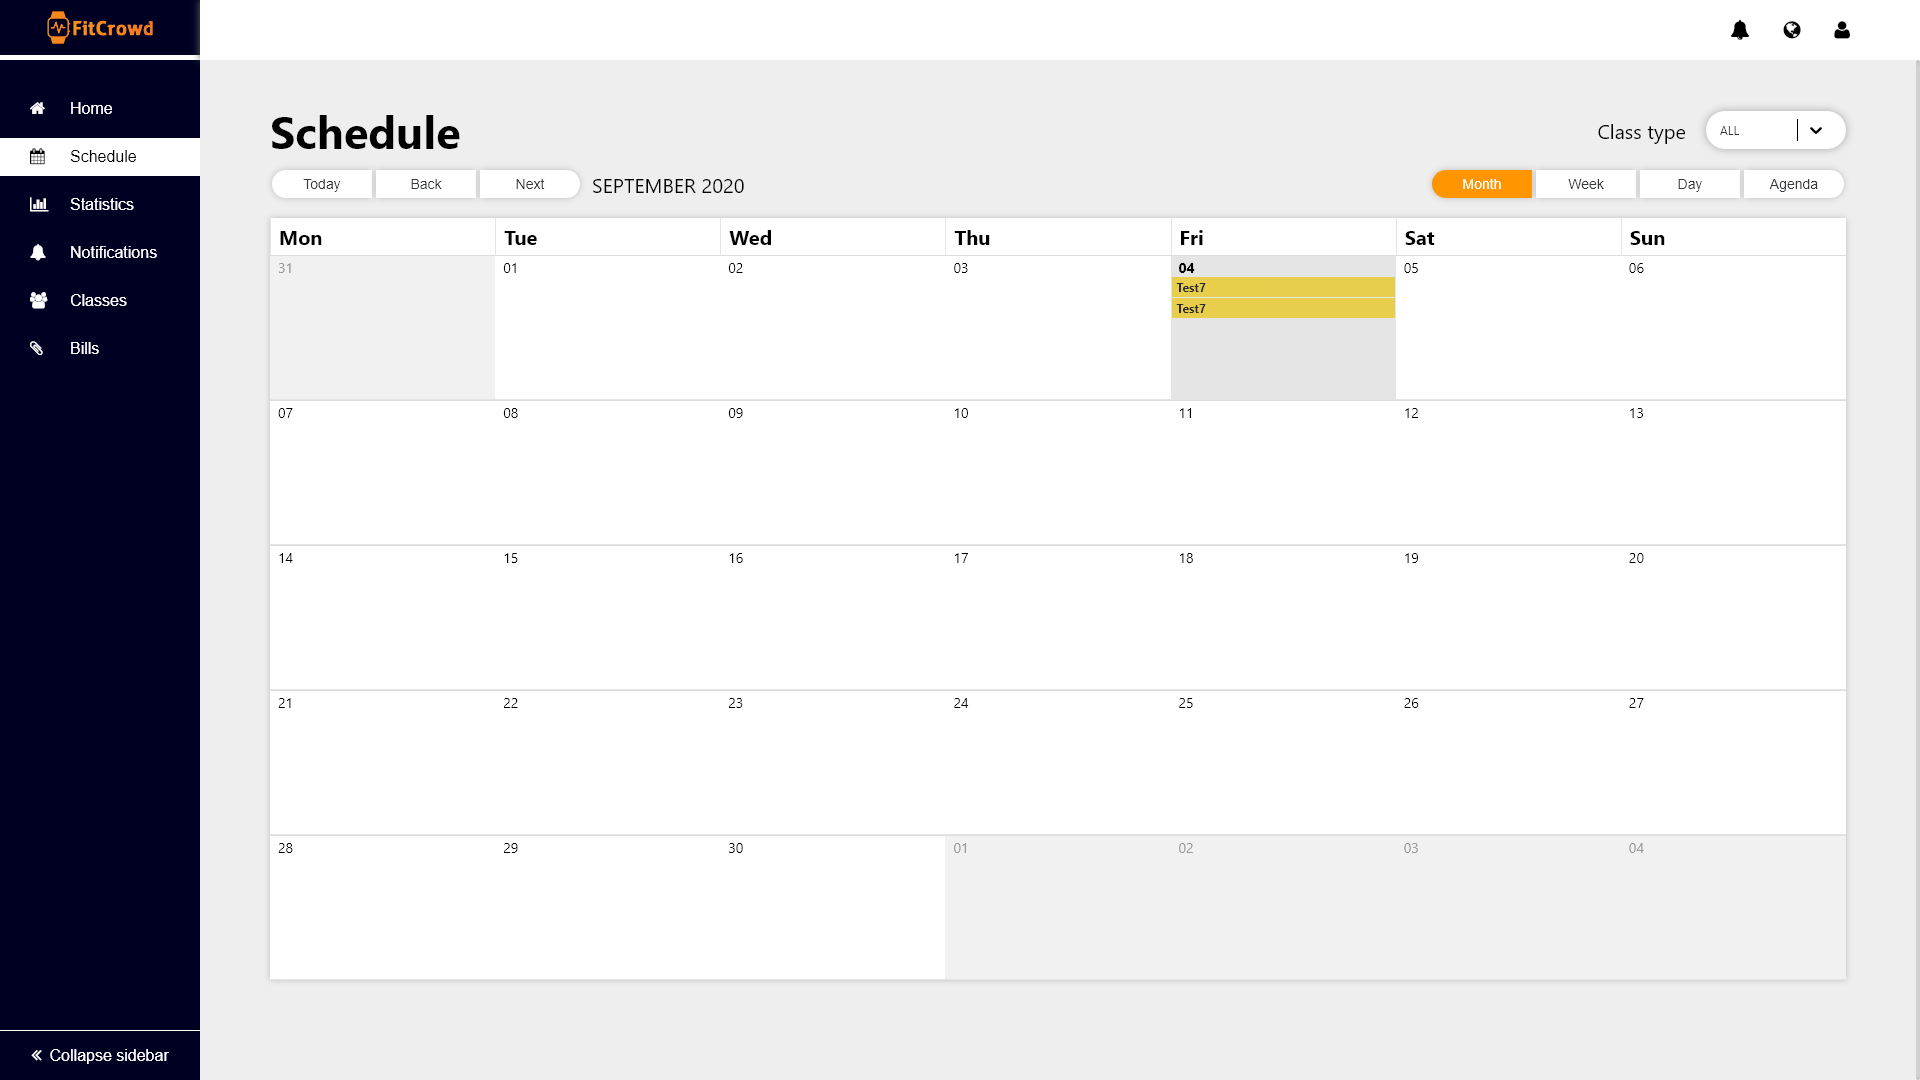 FitCrowd
Home
Schedule
Statistics
Notifications
Classes
Bills
Collapse sidebar
Schedule
Class type ALL
Today Back Next SEPTEMBER 2020 Month Week Day Agenda
Mon Tue Wed Thu Fri Sat Sun
31 01 02 03 04 05 06
Test7
Test7
07 08 09 10 11 12 13
14 15 16 17 18 19 20
21 22 23 24 25 26 27
28 29 30 01 02 03 04